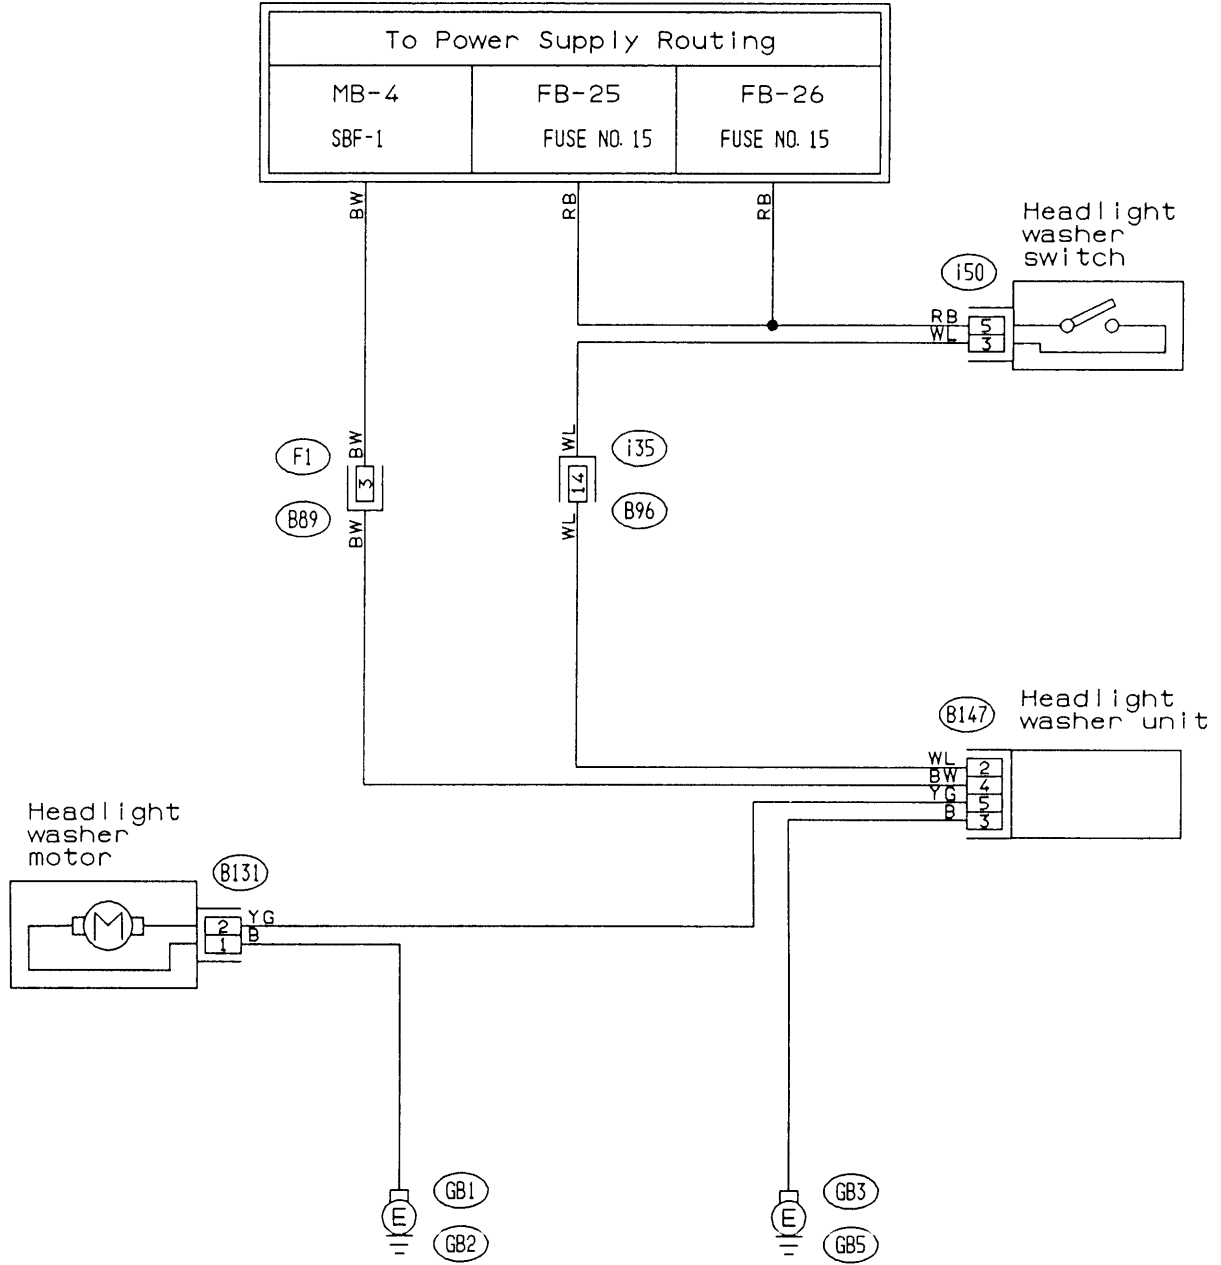 To Power Supply Routing
MB-4
FB-25
FB-26
SBF-1
FUSE NO. 15
FUSE NO. 15
BW
RB
RB
Headlight
washer
switch
i50
RB
5
WL
3
F1
BW
3
B89
BW
WL
i35
14
B96
WL
Headlight
washer unit
B147
WL
2
BW
4
YG
5
B
3
Headlight
washer
motor
B131
M
2
YG
1
B
E
GB1
GB2
E
GB3
GB5